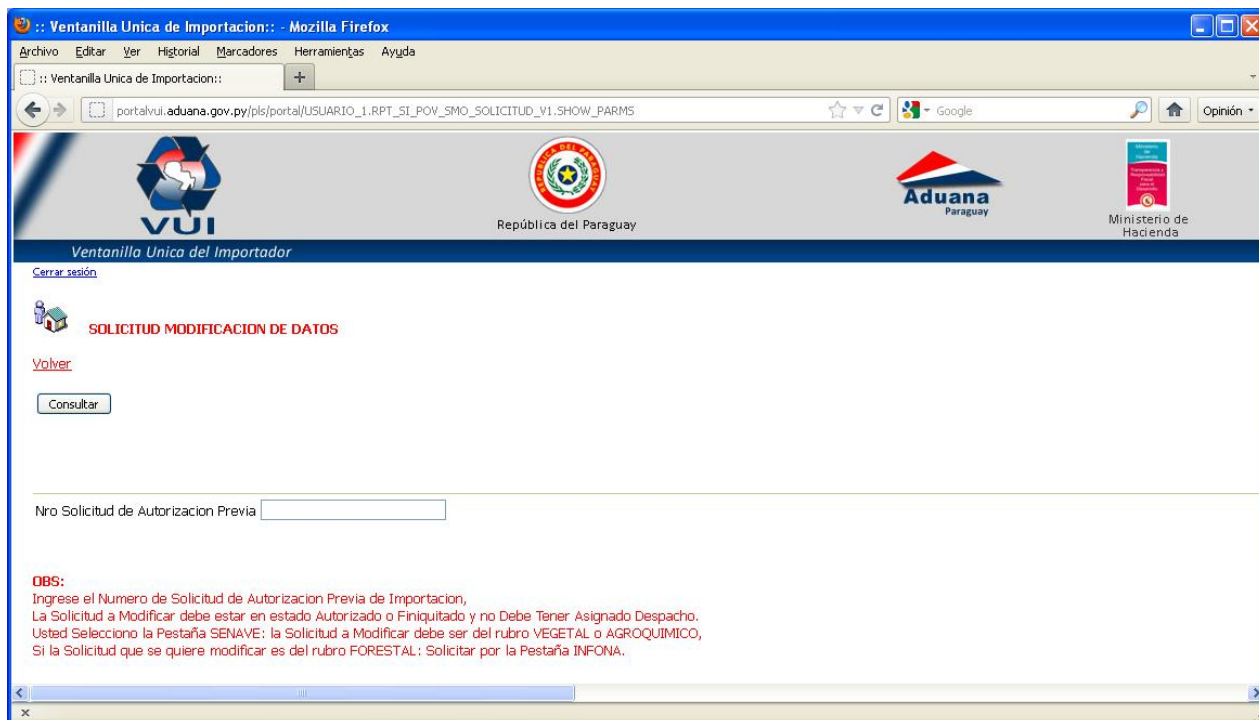 :: Ventanilla Unica de Importacion:: - Mozilla Firefox
Archivo Editar Ver Historial Marcadores Herramientas Ayuda
:: Ventanilla Unica de Importacion::
portalvui.aduana.gov.py/pls/portal/USUARIO_1.RPT_SI_POV_SMO_SOLICITUD_V1.SHOW_PARMS
Google
Opinión
VUI
REPUBLICA DEL PARAGUAY
República del Paraguay
Aduana
Paraguay
Ministerio de
Hacienda
Ventanilla Unica del Importador
Cerrar sesión
SOLICITUD MODIFICACION DE DATOS
Volver
Consultar
Nro Solicitud de Autorizacion Previa
OBS:
Ingrese el Numero de Solicitud de Autorizacion Previa de Importacion,
La Solicitud a Modificar debe estar en estado Autorizado o Finiquitado y no Debe Tener Asignado Despacho.
Usted Selecciono la Pestaña SENAVE: la Solicitud a Modificar debe ser del rubro VEGETAL o AGROQUIMICO,
Si la Solicitud que se quiere modificar es del rubro FORESTAL: Solicitar por la Pestaña INFONA.